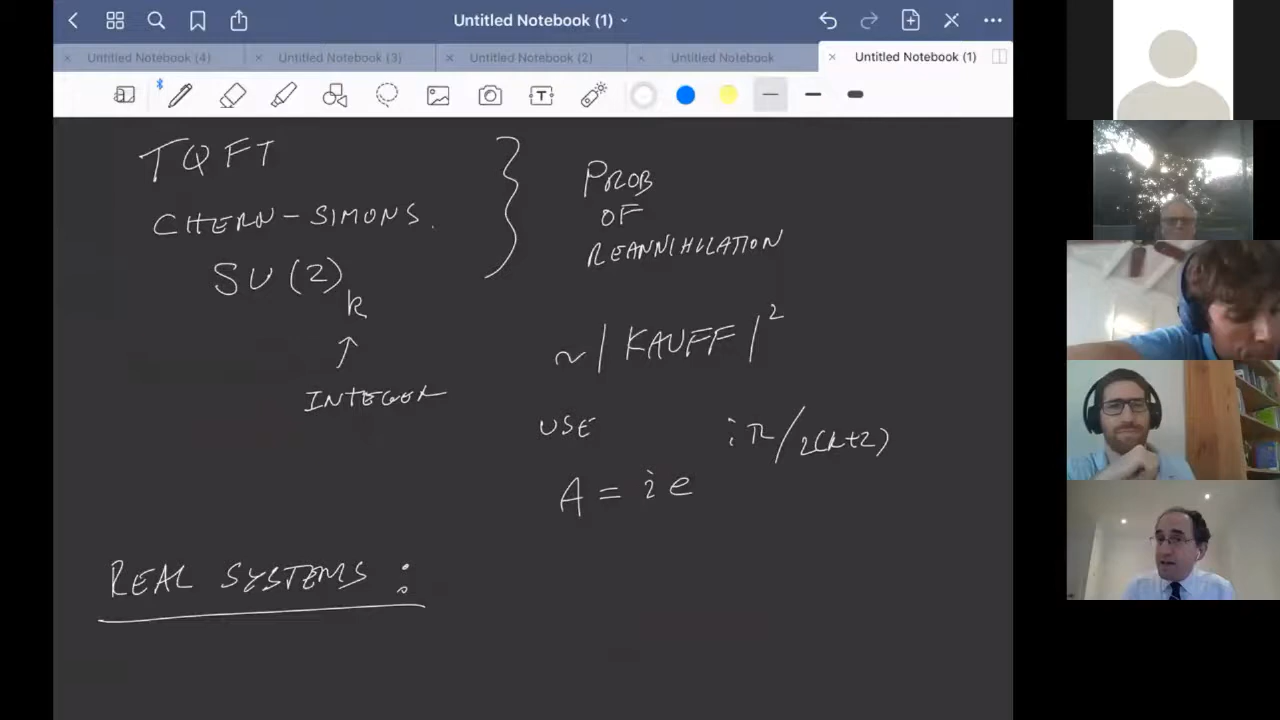 Untitled Notebook (1)
Untitled Notebook (4)
Untitled Notebook (3)
Untitled Notebook (2)
Untitled Notebook
Untitled Notebook (1)
TQFT
CHERN-SIMONS.
SU(2)k
↑
INTEGER
PROB
OF
REANNIHILATION
~ |KAUFF|²
USE
A = i e^{iπ/2(k+2)}
REAL SYSTEMS: